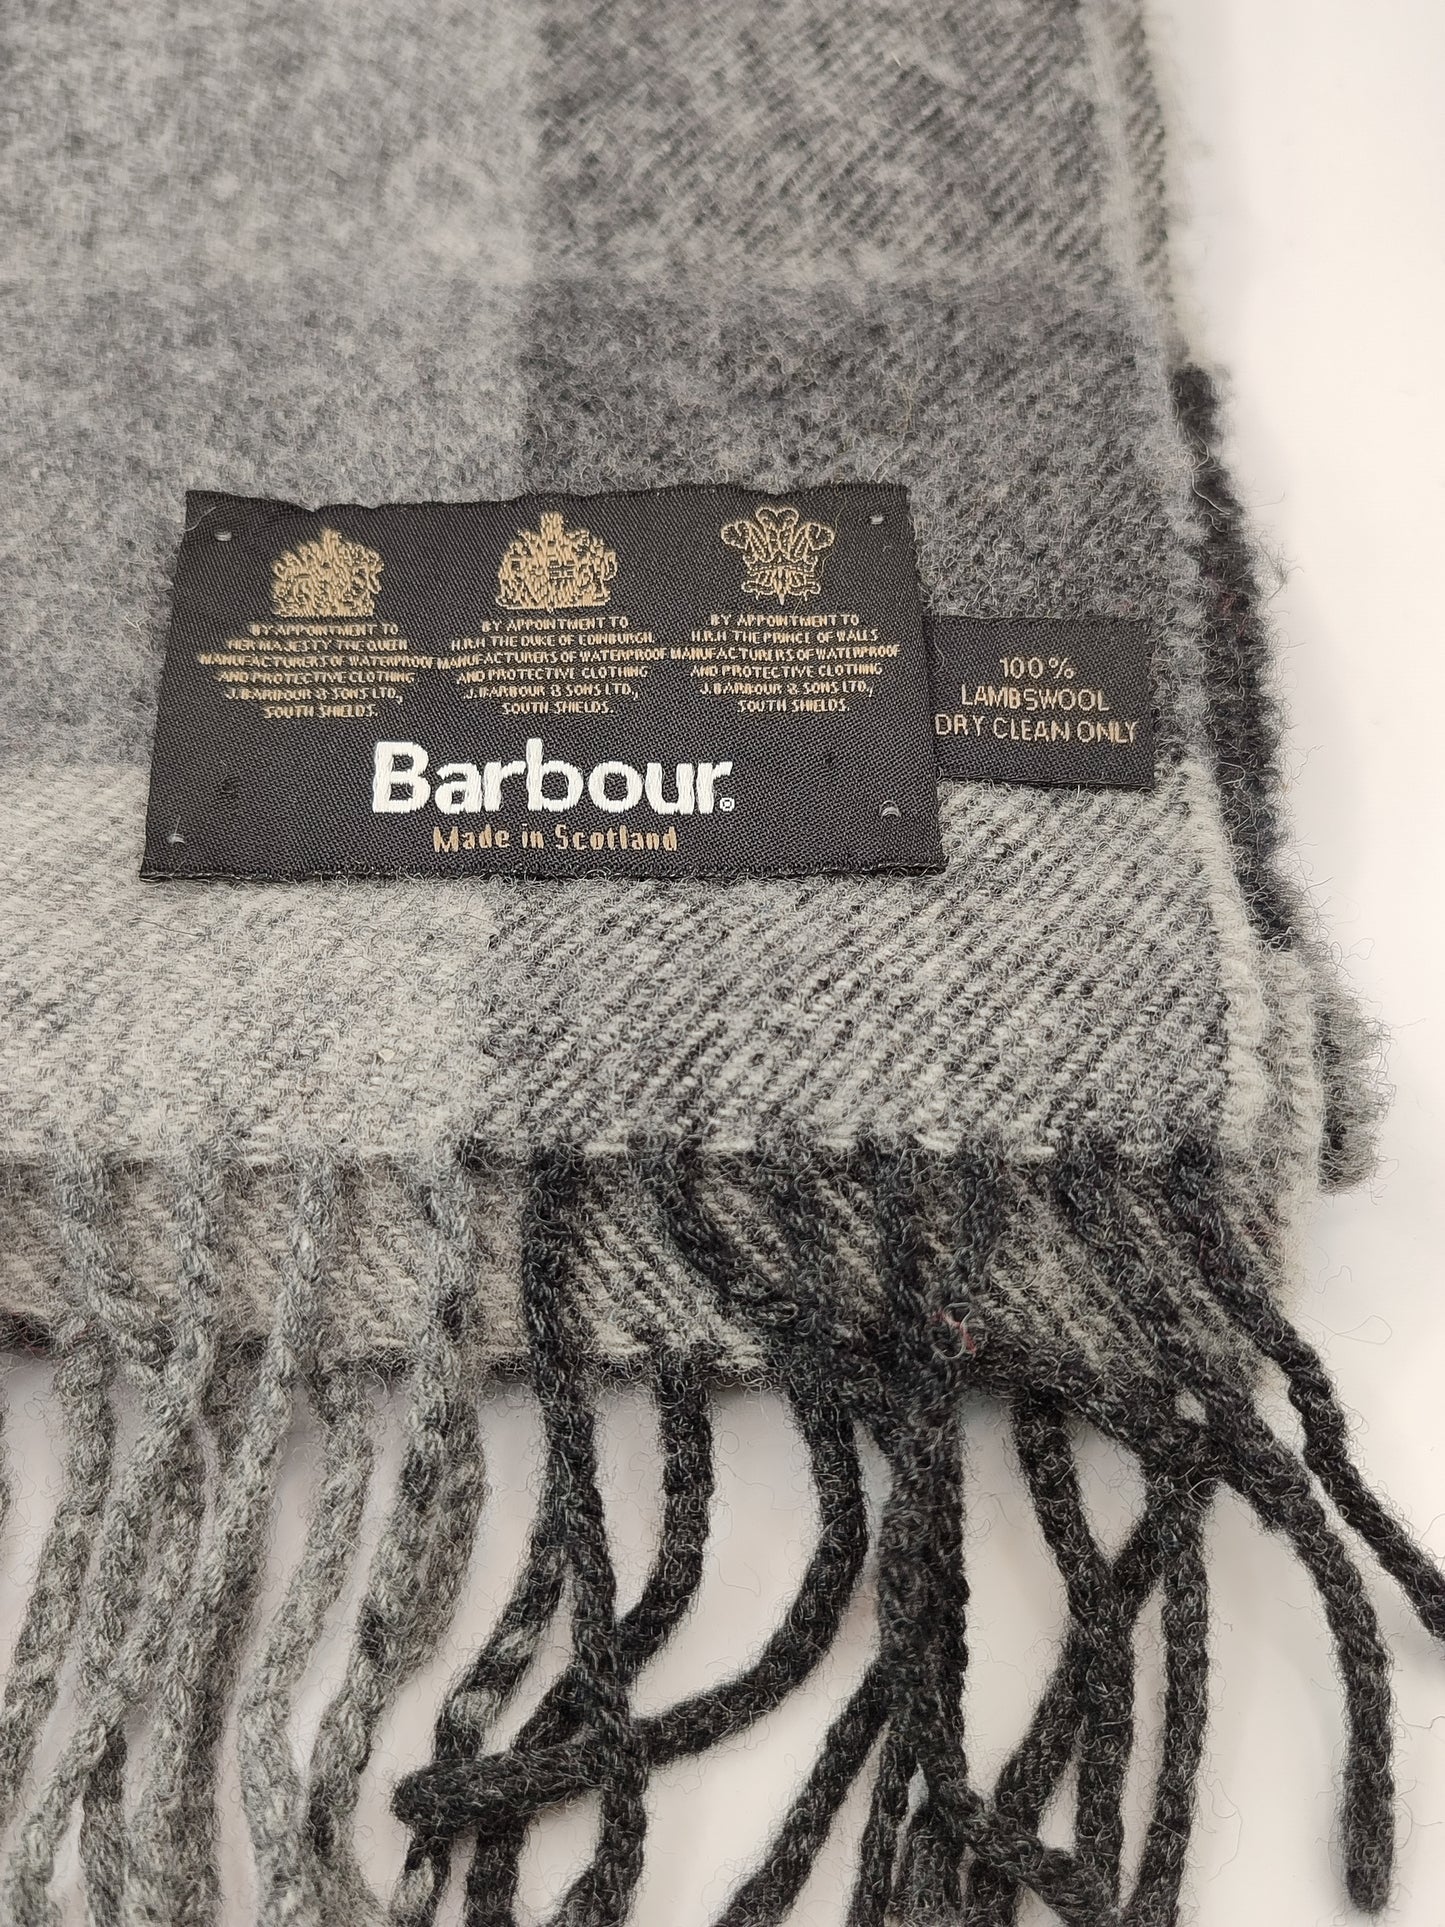 BY APPOINTMENT TO
HER MAJESTY THE QUEEN
MANUFACTURERS OF WATERPROOF
AND PROTECTIVE CLOTHING
J. BARBOUR & SONS LTD.,
SOUTH SHIELDS.
BY APPOINTMENT TO
H.R.H THE DUKE OF EDINBURGH.
MANUFACTURERS OF WATERPROOF
AND PROTECTIVE CLOTHING
J. BARBOUR & SONS LTD.,
SOUTH SHIELDS.
BY APPOINTMENT TO
H.R.H THE PRINCE OF WALES
MANUFACTURERS OF WATERPROOF
AND PROTECTIVE CLOTHING
J. BARBOUR & SONS LTD.,
SOUTH SHIELDS.
Barbour®
Made in Scotland
100%
LAMBSWOOL
DRY CLEAN ONLY